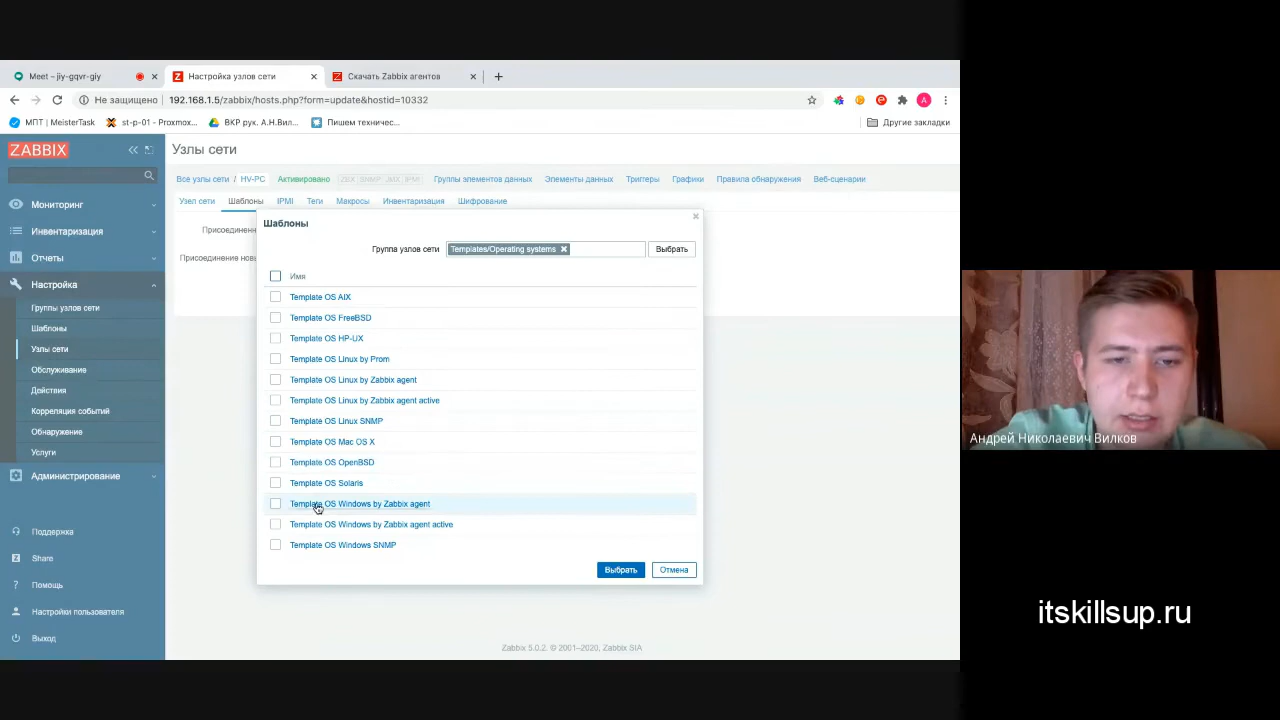 Meet – jiy-gqvr-giy
Настройка узлов сети
Скачать Zabbix агентов
Не защищено
192.168.1.5/zabbix/hosts.php?form=update&hostid=10332
МПТ | MeisterTask
st-p-01 - Proxmox...
ВКР рук. А.Н.Вил...
Пишем техничес...
Другие закладки
ZABBIX
Мониторинг
Инвентаризация
Отчеты
Настройка
Группы узлов сети
Шаблоны
Узлы сети
Обслуживание
Действия
Корреляция событий
Обнаружение
Услуги
Администрирование
Поддержка
Share
Помощь
Настройки пользователя
Выход
Узлы сети
Все узлы сети / HV-PC Активировано ZBX SNMP JMX IPMI Группы элементов данных Элементы данных Триггеры Графики Правила обнаружения Веб-сценарии
Узел сети Шаблоны IPMI Теги Макросы Инвентаризация Шифрование
Присоединенн
Присоединение новы
Шаблоны
Группа узлов сети Templates/Operating systems Выбрать
Имя
Template OS AIX
Template OS FreeBSD
Template OS HP-UX
Template OS Linux by Prom
Template OS Linux by Zabbix agent
Template OS Linux by Zabbix agent active
Template OS Linux SNMP
Template OS Mac OS X
Template OS OpenBSD
Template OS Solaris
Template OS Windows by Zabbix agent
Template OS Windows by Zabbix agent active
Template OS Windows SNMP
Выбрать Отмена
Zabbix 5.0.2. © 2001–2020, Zabbix SIA
Андрей Николаевич Вилков
itskillsup.ru